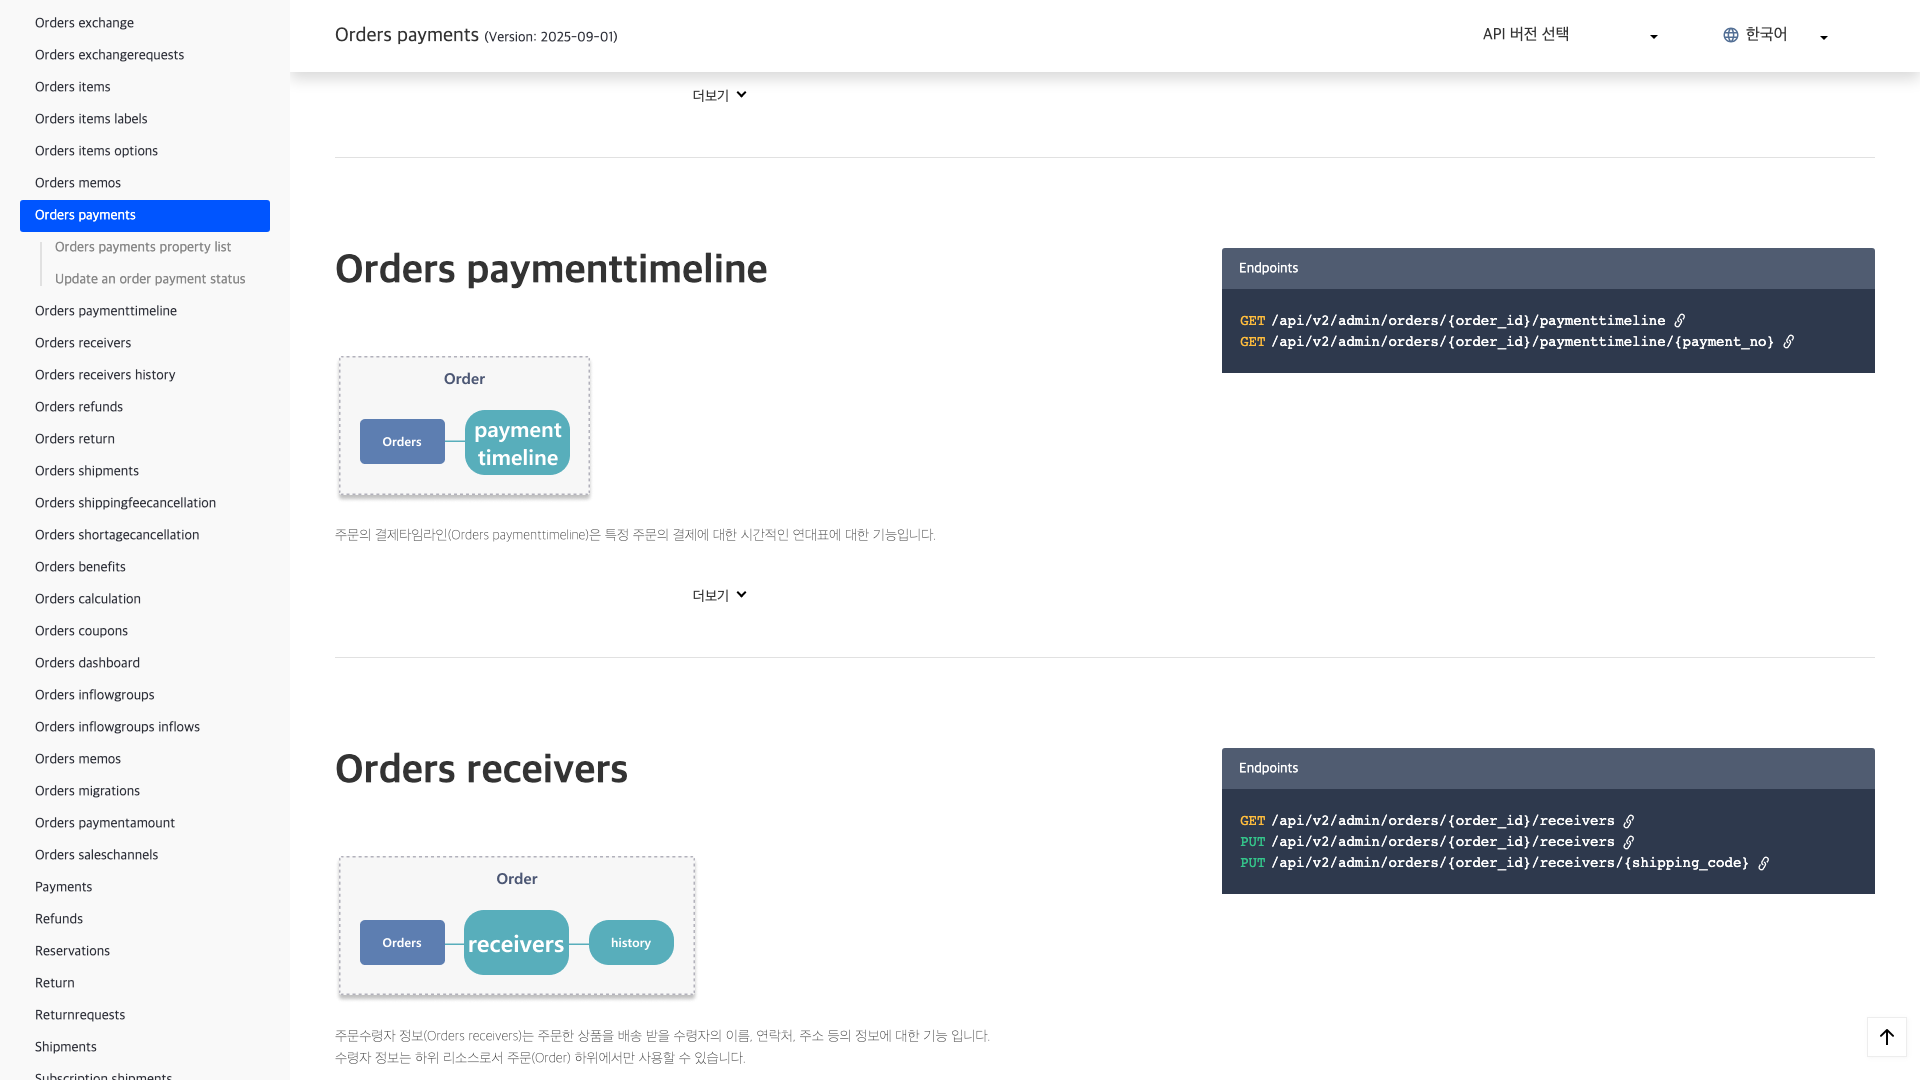 Orders exchange
Orders exchangerequests
Orders items
Orders items labels
Orders items options
Orders memos
Orders payments
Orders payments property list
Update an order payment status
Orders paymenttimeline
Orders receivers
Orders receivers history
Orders refunds
Orders return
Orders shipments
Orders shippingfeecancellation
Orders shortagecancellation
Orders benefits
Orders calculation
Orders coupons
Orders dashboard
Orders inflowgroups
Orders inflowgroups inflows
Orders memos
Orders migrations
Orders paymentamount
Orders saleschannels
Payments
Refunds
Reservations
Return
Returnrequests
Shipments
Subscription shipments
Orders payments (Version: 2025-09-01)
API 버전 선택
한국어
더보기
Orders paymenttimeline
Order
Orders
payment
timeline
주문의 결제타임라인(Orders paymenttimeline)은 특정 주문의 결제에 대한 시간적인 연대표에 대한 기능입니다.
더보기
Endpoints
GET /api/v2/admin/orders/{order_id}/paymenttimeline
GET /api/v2/admin/orders/{order_id}/paymenttimeline/{payment_no}
Orders receivers
Order
Orders
receivers
history
주문수령자 정보(Orders receivers)는 주문한 상품을 배송 받을 수령자의 이름, 연락처, 주소 등의 정보에 대한 기능 입니다.
수령자 정보는 하위 리소스로서 주문(Order) 하위에서만 사용할 수 있습니다.
Endpoints
GET /api/v2/admin/orders/{order_id}/receivers
PUT /api/v2/admin/orders/{order_id}/receivers
PUT /api/v2/admin/orders/{order_id}/receivers/{shipping_code}